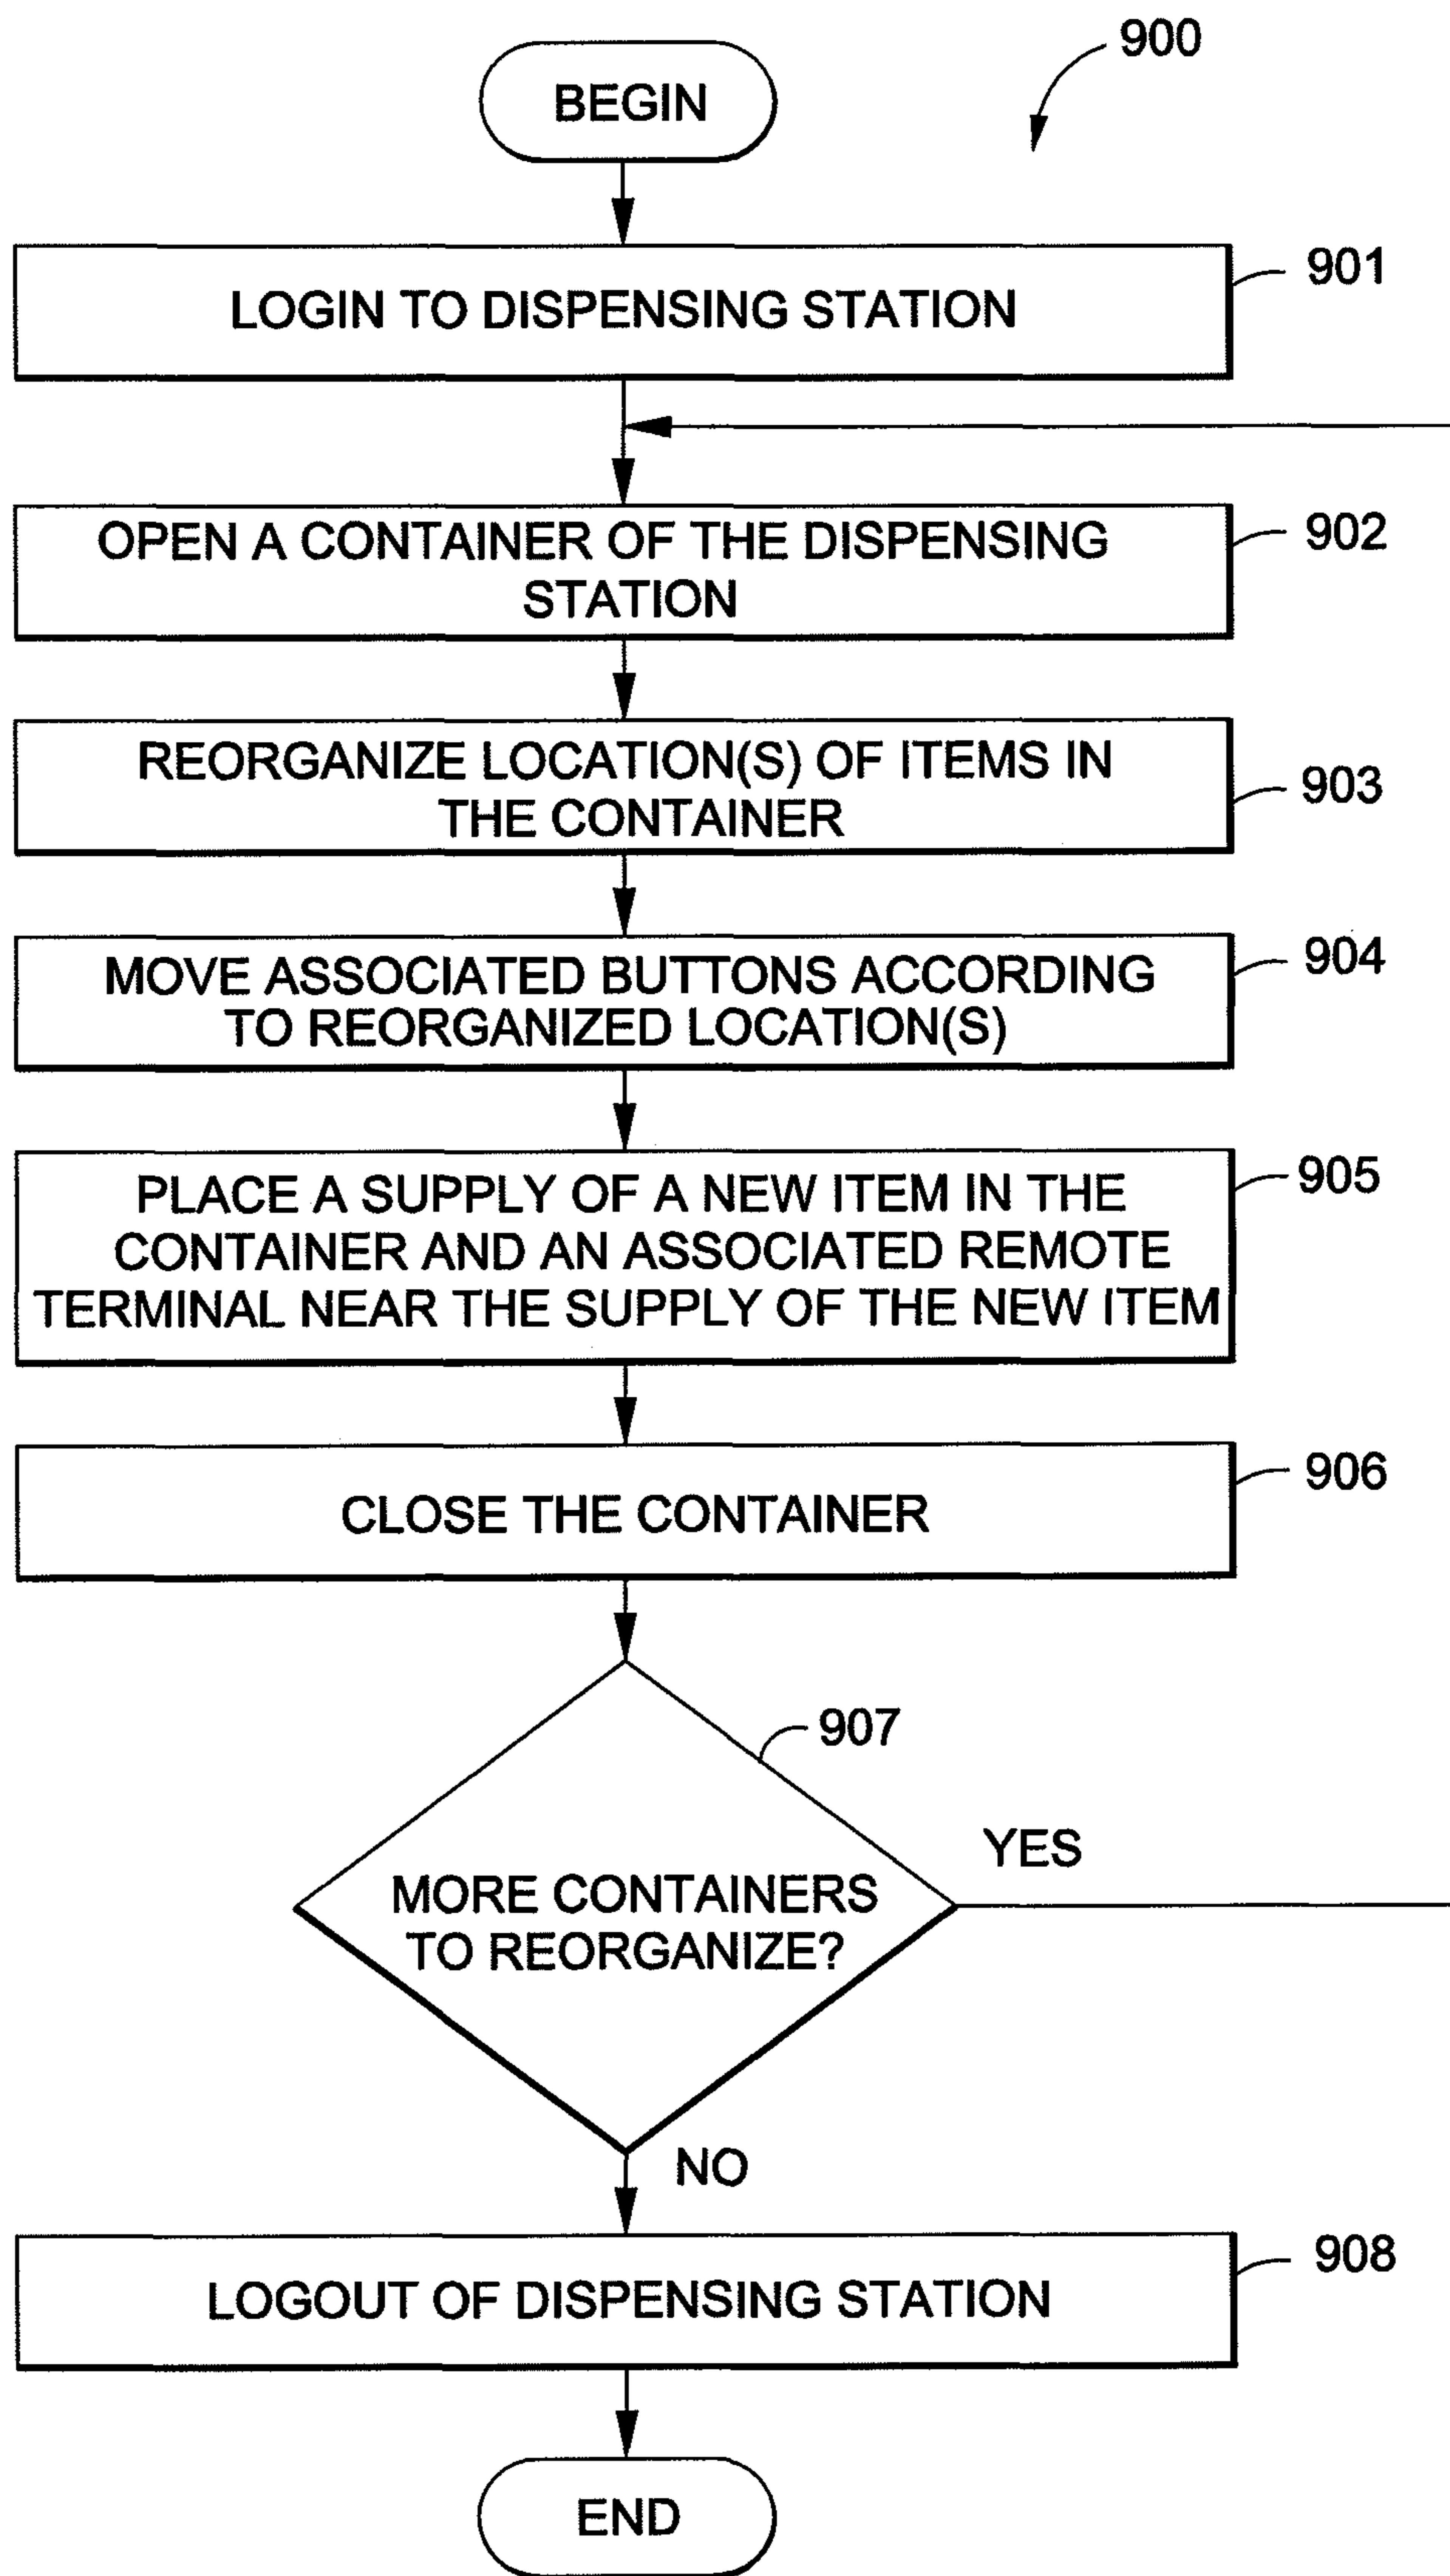 900
BEGIN
901
LOGIN TO DISPENSING STATION
902
OPEN A CONTAINER OF THE DISPENSING
STATION
903
REORGANIZE LOCATION(S) OF ITEMS IN
THE CONTAINER
904
MOVE ASSOCIATED BUTTONS ACCORDING
TO REORGANIZED LOCATION(S)
905
PLACE A SUPPLY OF A NEW ITEM IN THE
CONTAINER AND AN ASSOCIATED REMOTE
TERMINAL NEAR THE SUPPLY OF THE NEW ITEM
906
CLOSE THE CONTAINER
907
YES
MORE CONTAINERS
TO REORGANIZE?
NO
908
LOGOUT OF DISPENSING STATION
END